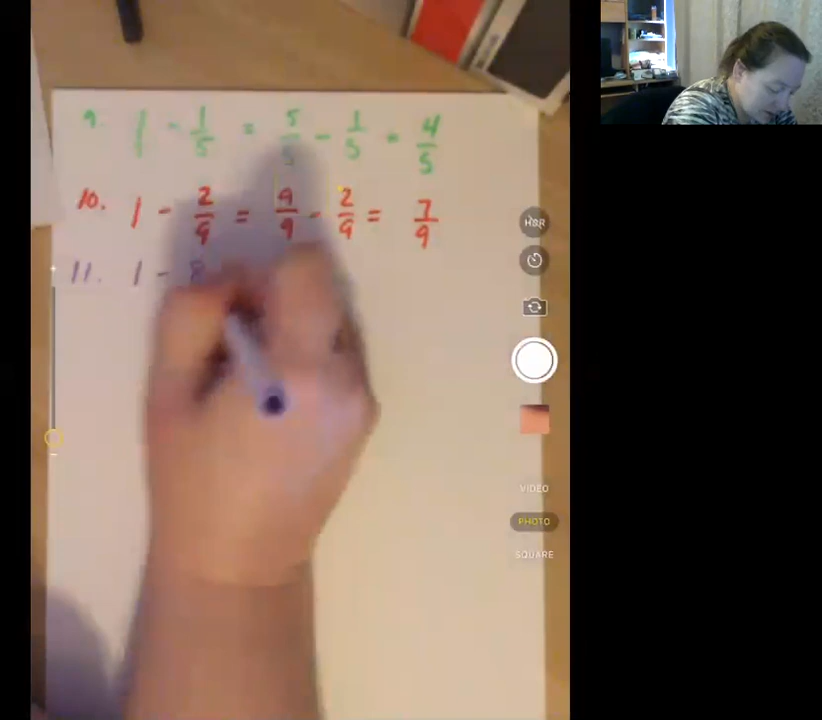 9. 1 - 1/5 = 5/5 - 1/5 = 4/5
10. 1 - 2/9 = 9/9 - 2/9 = 7/9
11. 1 - 8
HDR
VIDEO
PHOTO
SQUARE